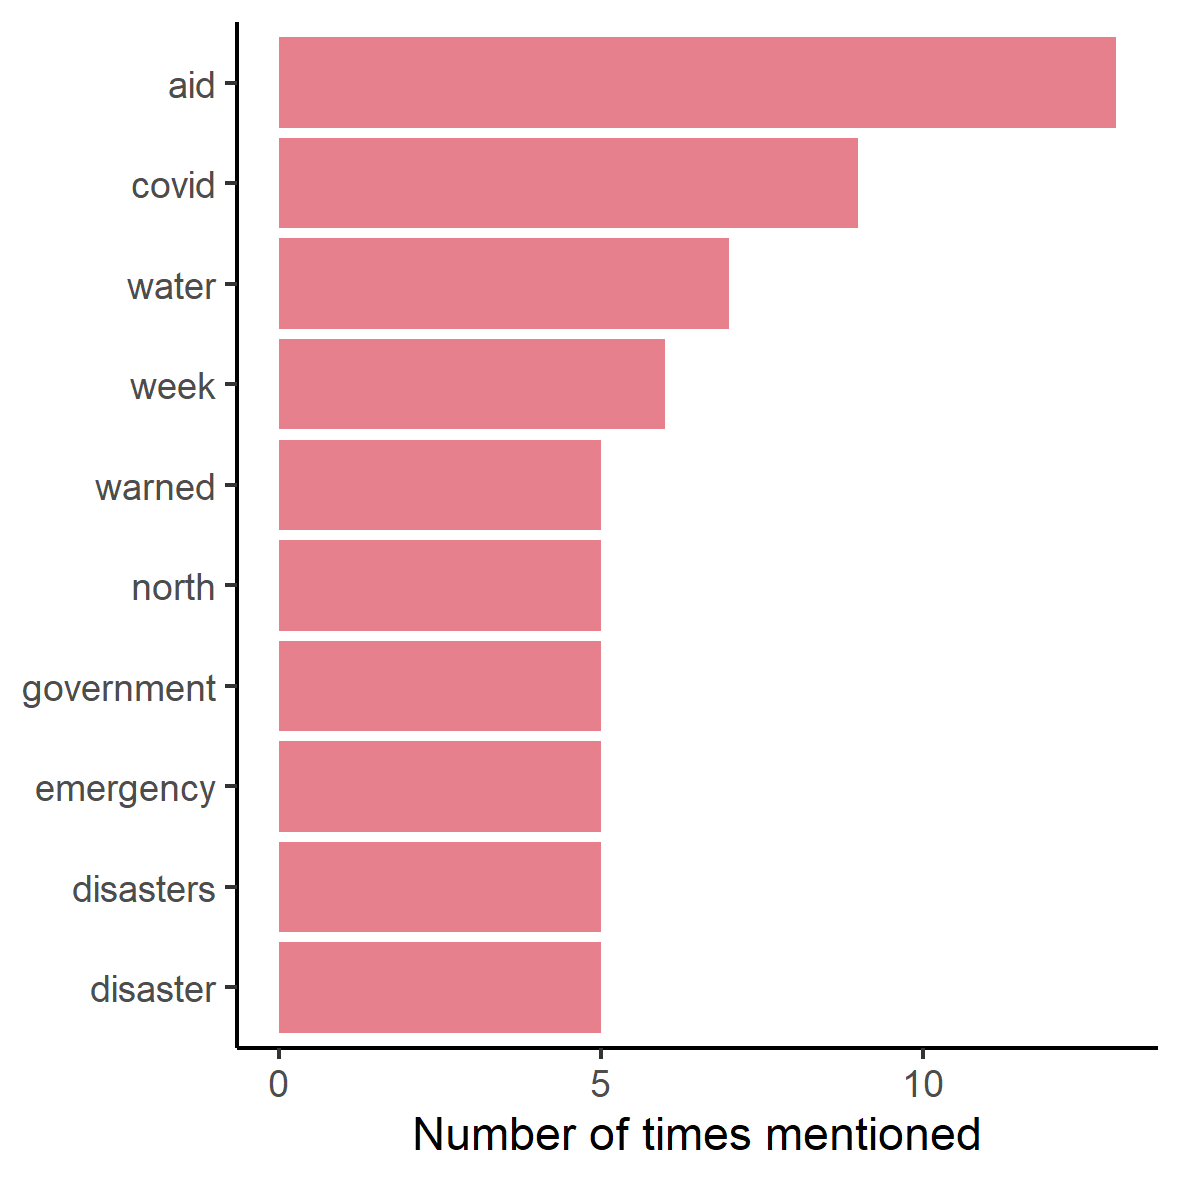 aid
covid
water
week
warned
north
government
emergency
disasters
disaster
0 5 10
Number of times mentioned